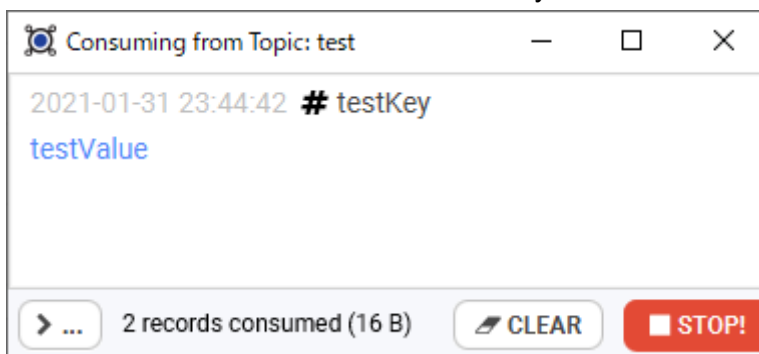 Consuming from Topic: test
2021-01-31 23:44:42 # testKey
testValue
> ... 2 records consumed (16 B) CLEAR STOP!